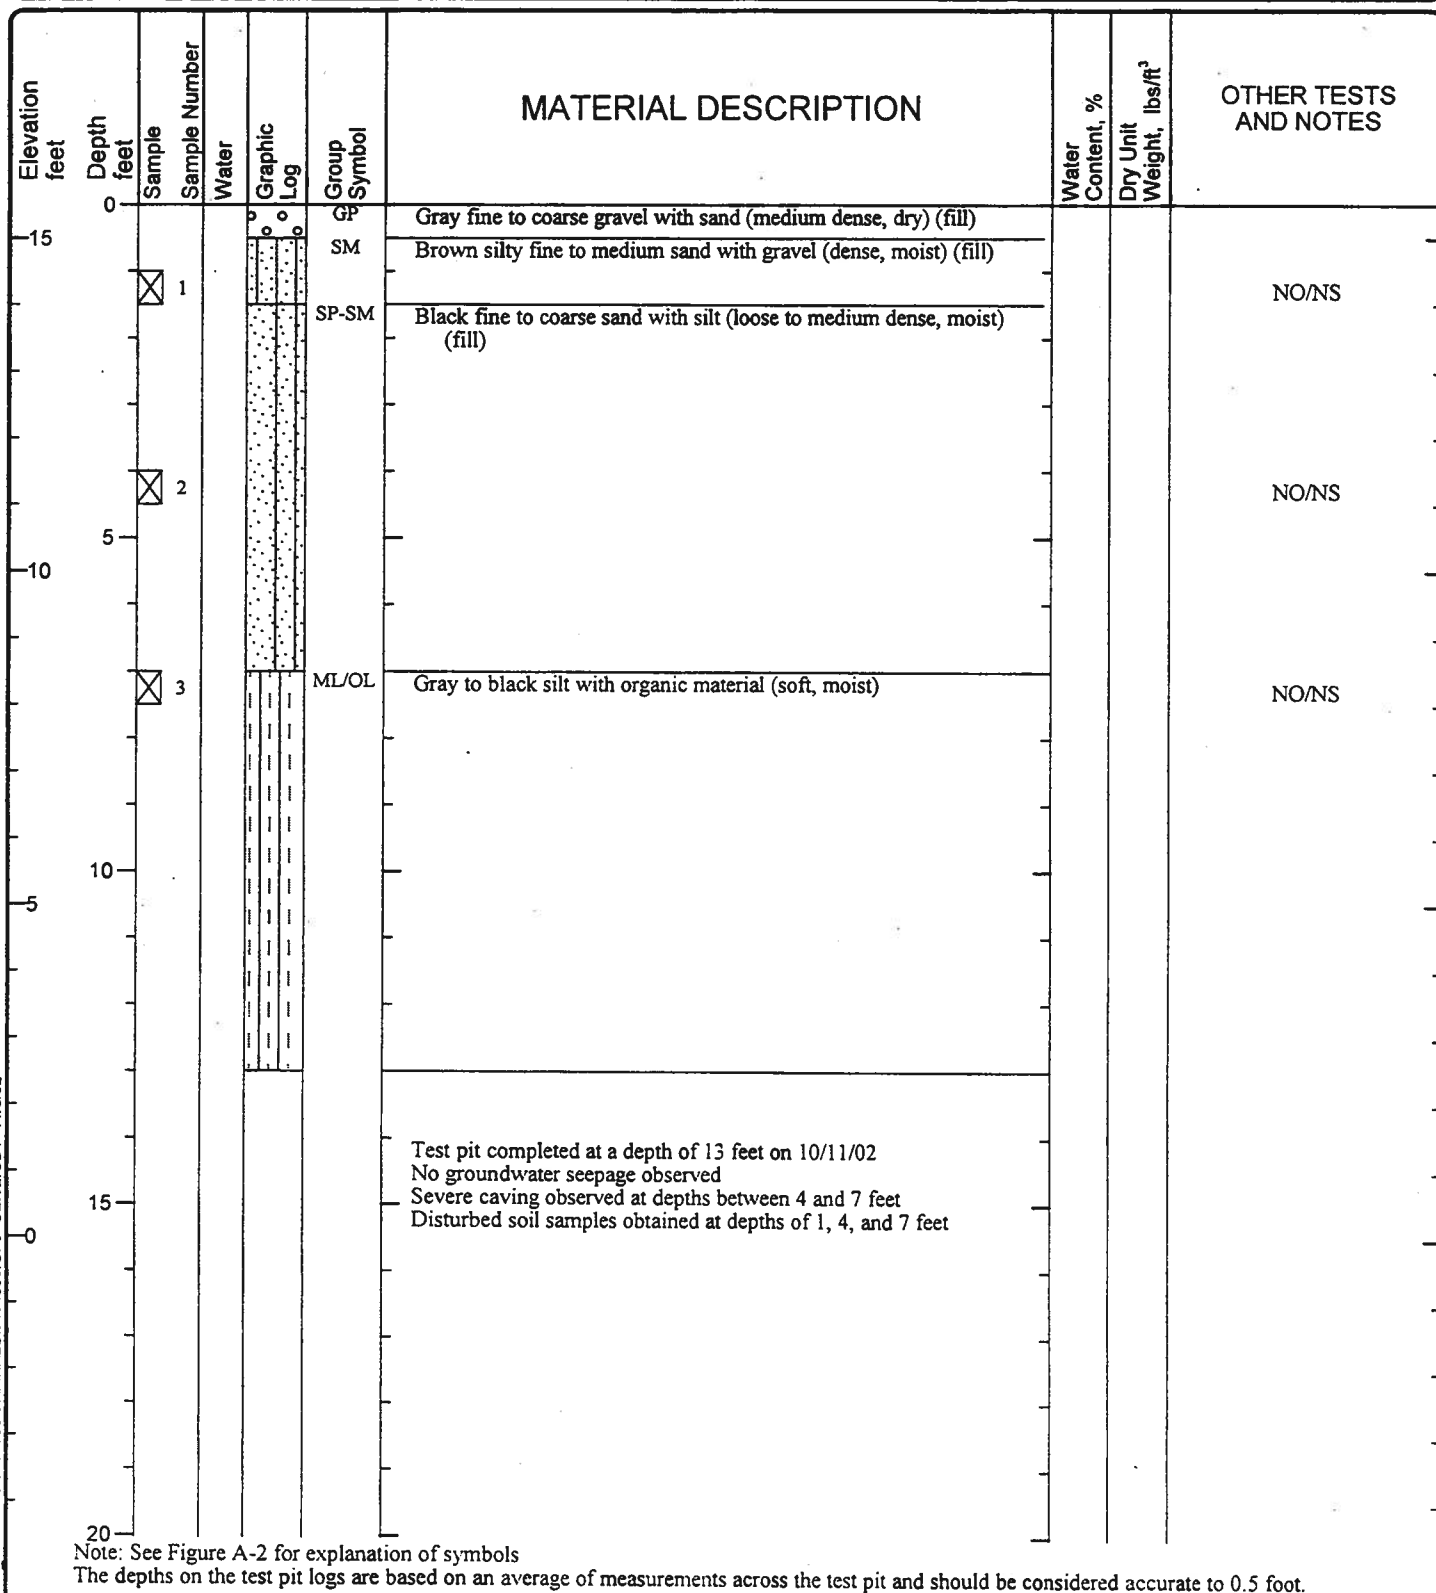 Elevation
feet
Depth
feet
Sample
Sample Number
Water
Graphic
Log
Group
Symbol
MATERIAL DESCRIPTION
Water
Content, %
Dry Unit
Weight, lbs/ft³
OTHER TESTS
AND NOTES
0
GP Gray fine to coarse gravel with sand (medium dense, dry) (fill)
15
SM Brown silty fine to medium sand with gravel (dense, moist) (fill)
1 NO/NS
SP-SM Black fine to coarse sand with silt (loose to medium dense, moist)
(fill)
2 NO/NS
5
10
3 ML/OL Gray to black silt with organic material (soft, moist) NO/NS
10
5
Test pit completed at a depth of 13 feet on 10/11/02
No groundwater seepage observed
Severe caving observed at depths between 4 and 7 feet
15
Disturbed soil samples obtained at depths of 1, 4, and 7 feet
0
20
Note: See Figure A-2 for explanation of symbols
The depths on the test pit logs are based on an average of measurements across the test pit and should be considered accurate to 0.5 foot.